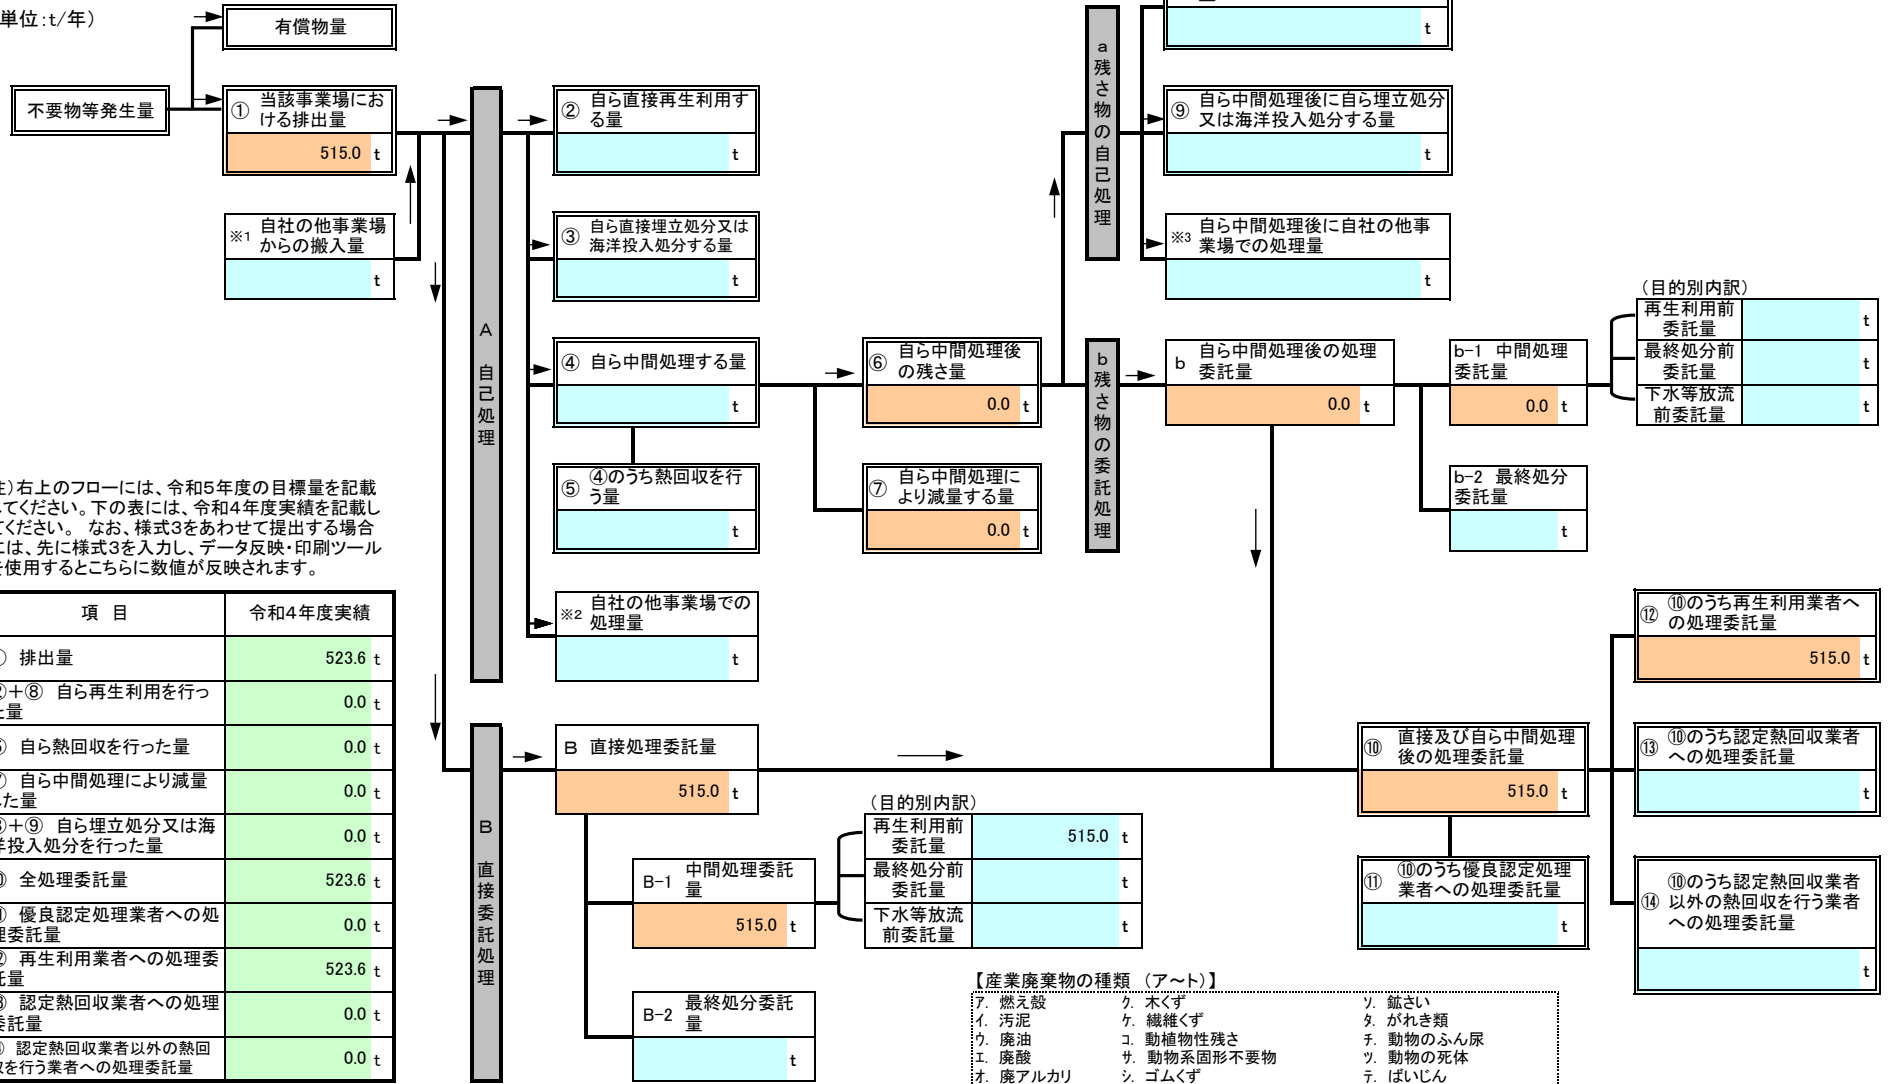 単位：t/年）
有償物量
不要物等発生量
① 当該事業場にお
ける排出量
515.0 t
※1 自社の他事業場
からの搬入量
t
A 自己処理
② 自ら直接再生利用す
る量
t
③ 自ら直接埋立処分又は
海洋投入処分する量
t
④ 自ら中間処理する量
t
⑤ ④のうち熱回収を行
う量
t
※2 自社の他事業場での
処理量
t
⑥ 自ら中間処理後
の残さ量
0.0 t
⑦ 自ら中間処理に
より減量する量
0.0 t
a 残さ物の自己処理
t
⑨ 自ら中間処理後に自ら埋立処分
又は海洋投入処分する量
t
※3 自ら中間処理後に自社の他事
業場での処理量
t
b 残さ物の委託処理
b 自ら中間処理後の処理
委託量
0.0 t
b-1 中間処理
委託量
0.0 t
b-2 最終処分
委託量
t
（目的別内訳）
再生利用前
委託量
t
最終処分前
委託量
t
下水等放流
前委託量
t
）右上のフローには、令和5年度の目標量を記載
してください。下の表には、令和4年度実績を記載し
てください。 なお、様式3をあわせて提出する場合
には、先に様式3を入力し、データ反映・印刷ツール
を使用するとこちらに数値が反映されます。
項 目 令和4年度実績
排出量 523.6 t
＋⑧ 自ら再生利用を行っ
た量 0.0 t
自ら熱回収を行った量 0.0 t
自ら中間処理により減量
した量 0.0 t
＋⑨ 自ら埋立処分又は海
洋投入処分を行った量 0.0 t
全処理委託量 523.6 t
優良認定処理業者への処
理委託量 0.0 t
再生利用業者への処理委
託量 523.6 t
認定熱回収業者への処理
委託量 0.0 t
認定熱回収業者以外の熱回
収を行う業者への処理委託量 0.0 t
B 直接委託処理
B 直接処理委託量
515.0 t
B-1 中間処理委託
量
515.0 t
B-2 最終処分委託
量
t
（目的別内訳）
再生利用前
委託量
515.0 t
最終処分前
委託量
t
下水等放流
前委託量
t
⑩ 直接及び自ら中間処理
後の処理委託量
515.0 t
⑪ ⑩のうち優良認定処理
業者への処理委託量
t
⑫ ⑩のうち再生利用業者へ
の処理委託量
515.0 t
⑬ ⑩のうち認定熱回収業者
への処理委託量
t
⑭ ⑩のうち認定熱回収業者
以外の熱回収を行う業者
への処理委託量
t
【産業廃棄物の種類 （ア～ト）】
ア. 燃え殻 ク. 木くず ソ. 鉱さい
イ. 汚泥 ケ. 繊維くず タ. がれき類
ウ. 廃油 コ. 動植物性残さ チ. 動物のふん尿
エ. 廃酸 サ. 動物系固形不要物 ツ. 動物の死体
オ. 廃アルカリ シ. ゴムくず テ. ばいじん